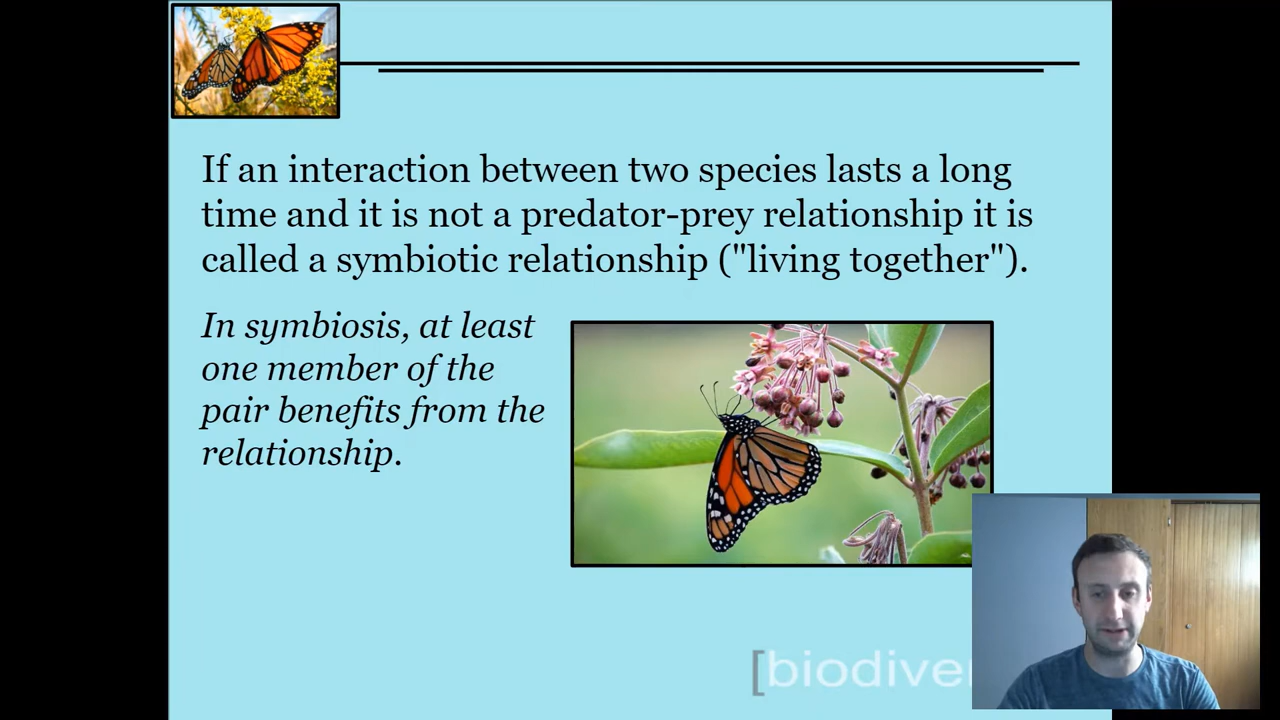 If an interaction between two species lasts a long
time and it is not a predator-prey relationship it is
called a symbiotic relationship ("living together").
In symbiosis, at least
one member of the
pair benefits from the
relationship.
[biodiver